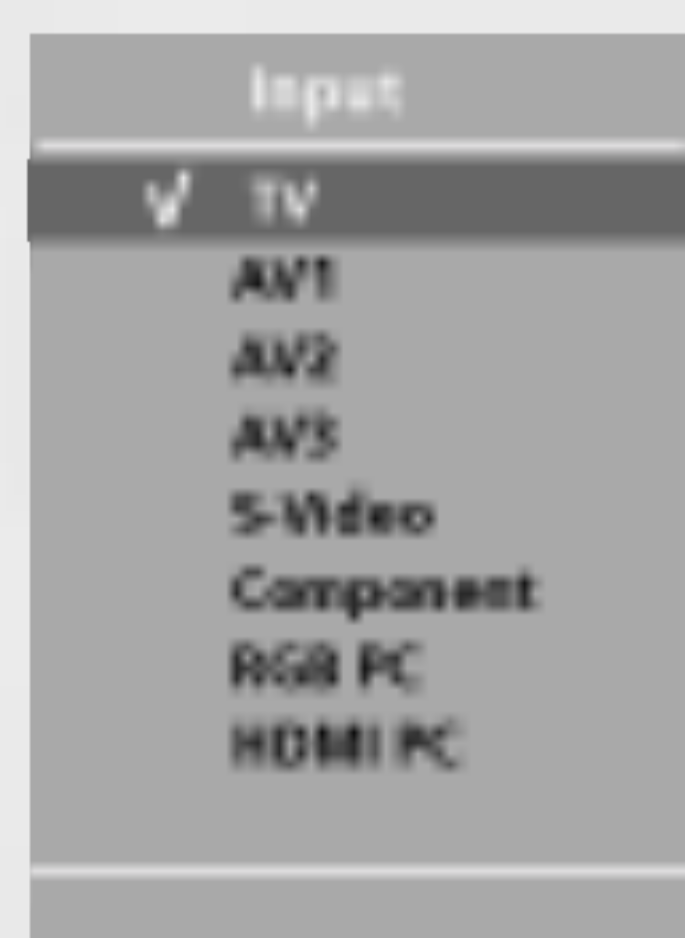 Input
√ TV
AV1
AV2
AV3
S-Video
Component
RGB PC
HDMI PC